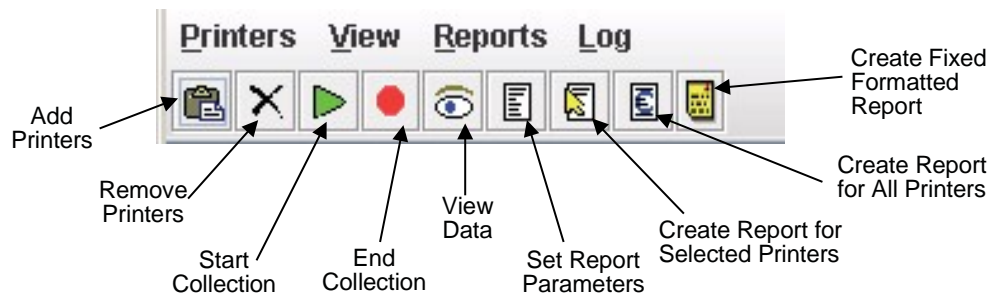 Printers View Reports Log
Add
Printers
Remove
Printers
Start
Collection
End
Collection
View
Data
Set Report
Parameters
Create Report for
Selected Printers
Create Report
for All Printers
Create Fixed
Formatted
Report